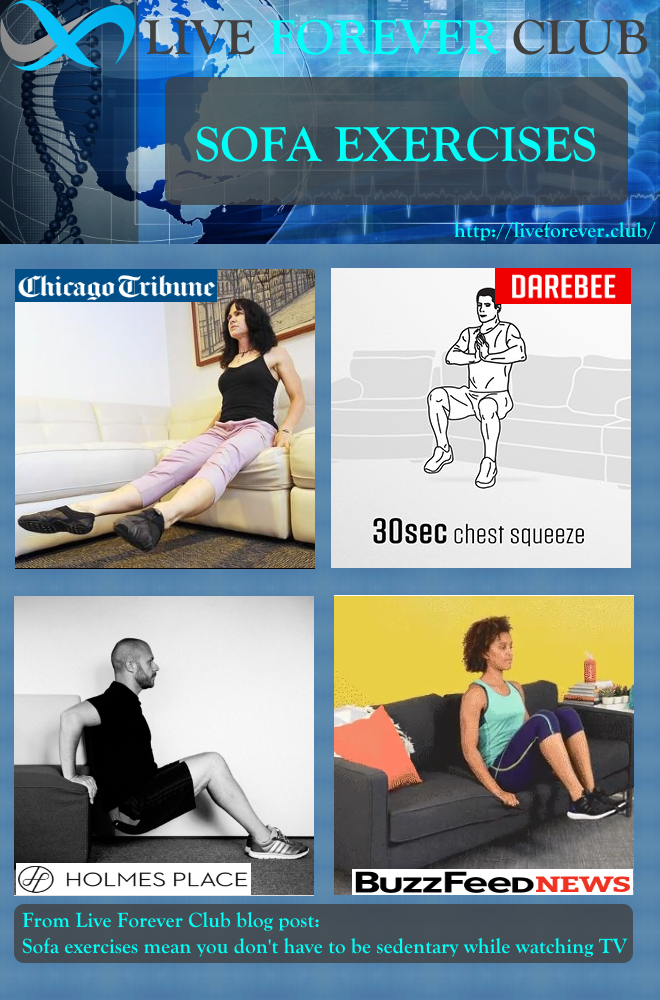 LIVE FOREVER CLUB
SOFA EXERCISES
http://liveforever.club/
Chicago Tribune
DAREBEE
30sec chest squeeze
HOLMES PLACE
BUZZFEED NEWS
From Live Forever Club blog post:
Sofa exercises mean you don't have to be sedentary while watching TV